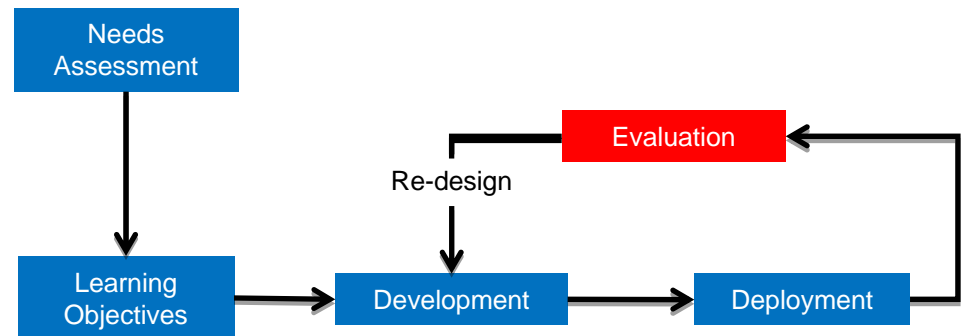 Needs
Assessment
Evaluation
Re-design
Learning
Objectives
Development
Deployment